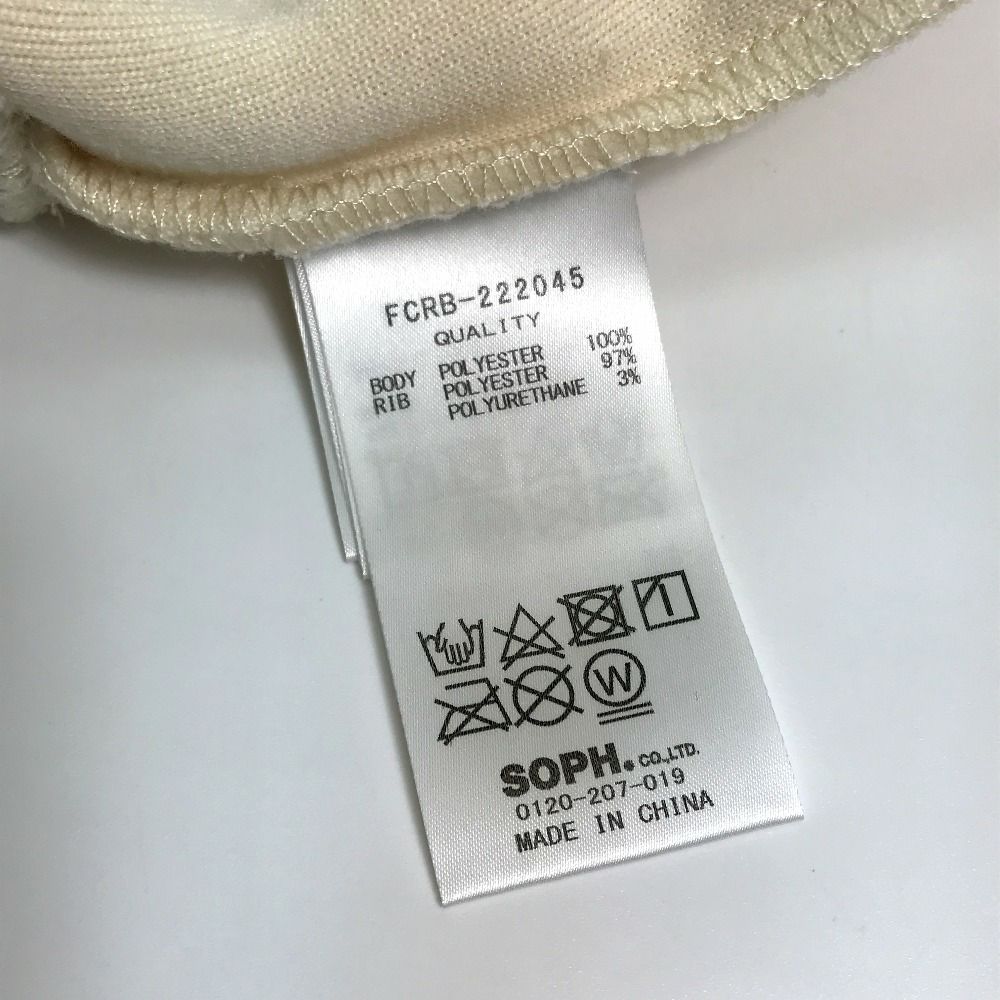 FCRB-222045
QUALITY
BODY POLYESTER 100%
RIB POLYESTER 97%
POLYURETHANE 3%
W
SOPH. CO.,LTD.
0120-207-019
MADE IN CHINA